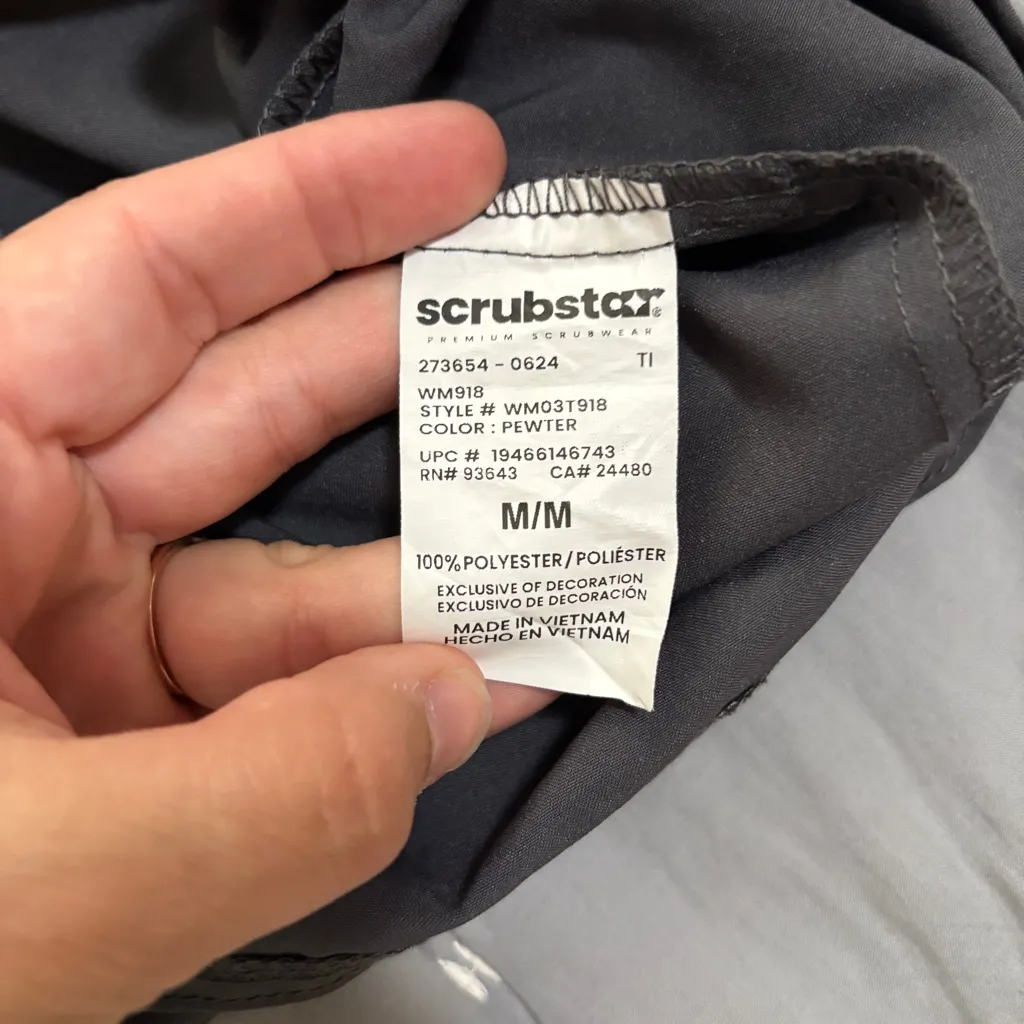 scrubstar®
PREMIUM SCRUBWEAR
273654 - 0624 TI
WM918
STYLE # WM03T918
COLOR : PEWTER
UPC # 19466146743
RN# 93643 CA# 24480
M/M
100% POLYESTER / POLIÉSTER
EXCLUSIVE OF DECORATION
EXCLUSIVO DE DECORACIÓN
MADE IN VIETNAM
HECHO EN VIETNAM